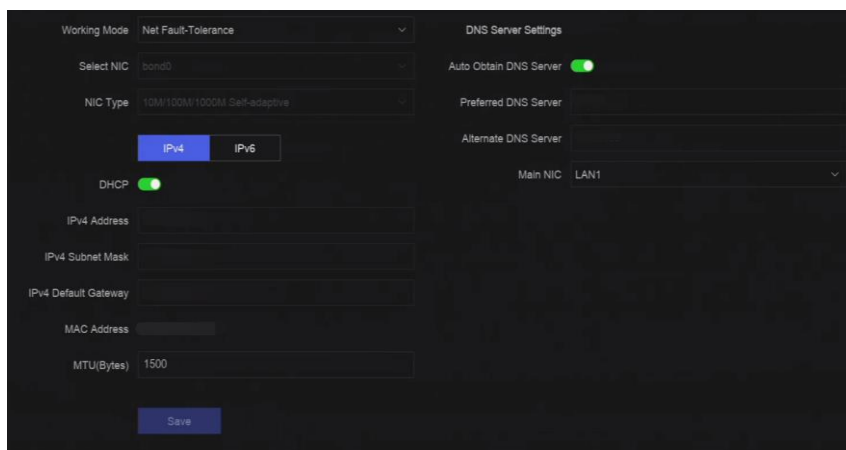 Working Mode Net Fault-Tolerance
Select NIC bond0
NIC Type 10M/100M/1000M Self-adaptive
IPv4 IPv6
DHCP
IPv4 Address
IPv4 Subnet Mask
IPv4 Default Gateway
MAC Address
MTU(Bytes) 1500
Save
DNS Server Settings
Auto Obtain DNS Server
Preferred DNS Server
Alternate DNS Server
Main NIC LAN1